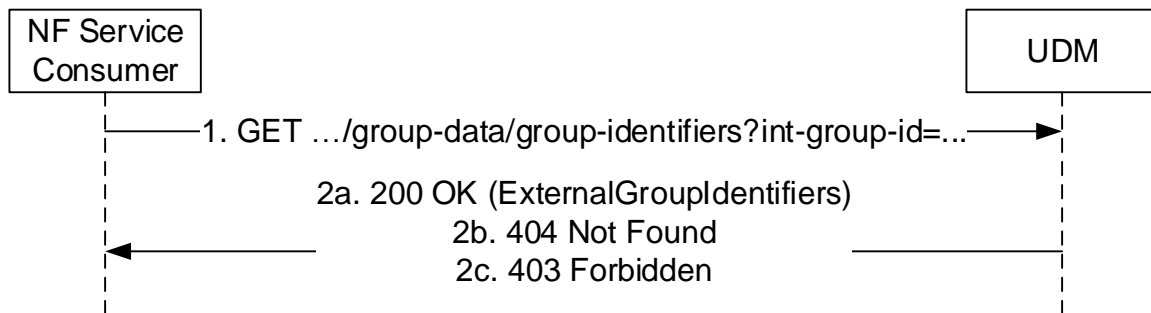 NF Service
Consumer
UDM
1. GET …/group-data/group-identifiers?int-group-id=...
2a. 200 OK (ExternalGroupIdentifiers)
2b. 404 Not Found
2c. 403 Forbidden